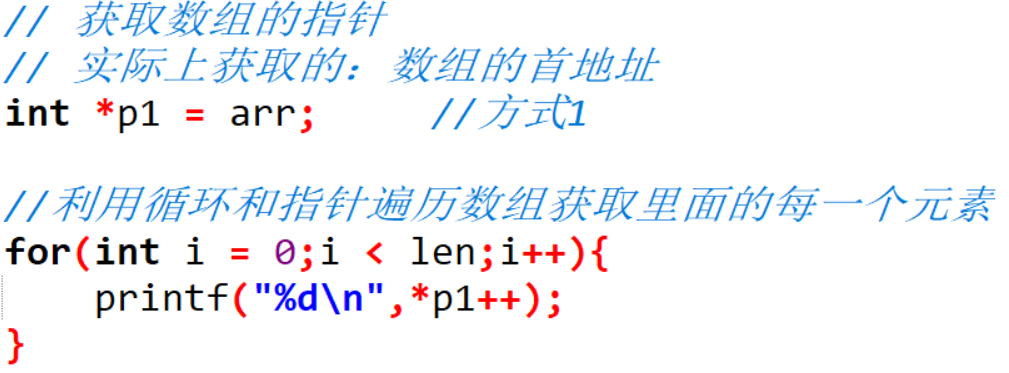 // 获取数组的指针
// 实际上获取的：数组的首地址
int *p1 = arr;     //方式1
//利用循环和指针遍历数组获取里面的每一个元素
for(int i = 0;i < len;i++){
    printf("%d\n",*p1++);
}